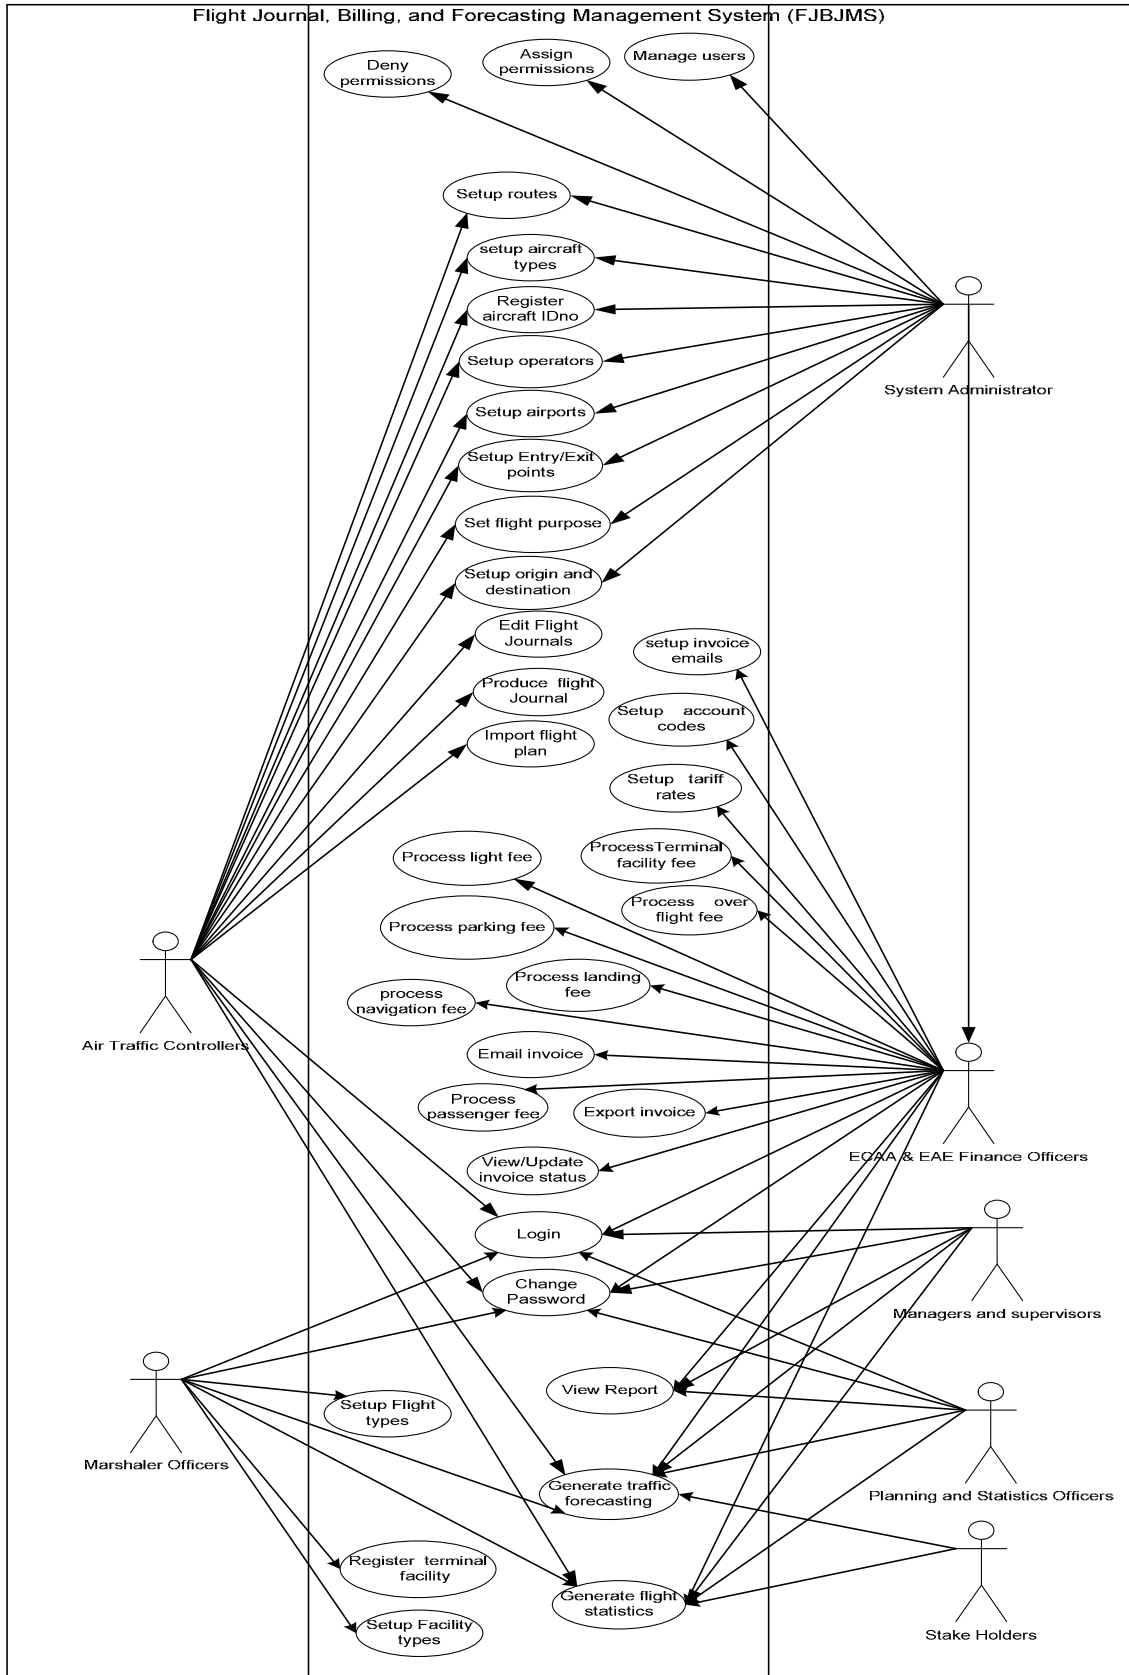 Flight Journal, Billing, and Forecasting Management System (FJBJMS)
Deny
permissions
Assign
permissions
Manage users
Setup routes
setup aircraft
types
Register
aircraft IDno
Setup operators
Setup airports
Setup Entry/Exit
points
Set flight purpose
Setup origin and
destination
Edit Flight
Journals
Produce flight
Journal
Import flight
plan
System Administrator
setup invoice
emails
Setup account
codes
Setup tariff
rates
ProcessTerminal
facility fee
Process over
flight fee
Process light fee
Process parking fee
Process landing
fee
process
navigation fee
Email invoice
Process
passenger fee
Export invoice
View/Update
invoice status
Air Traffic Controllers
ECAA & EAE Finance Officers
Login
Change
Password
Managers and supervisors
View Report
Setup Flight
types
Marshaler Officers
Generate traffic
forecasting
Planning and Statistics Officers
Register terminal
facility
Generate flight
statistics
Setup Facility
types
Stake Holders